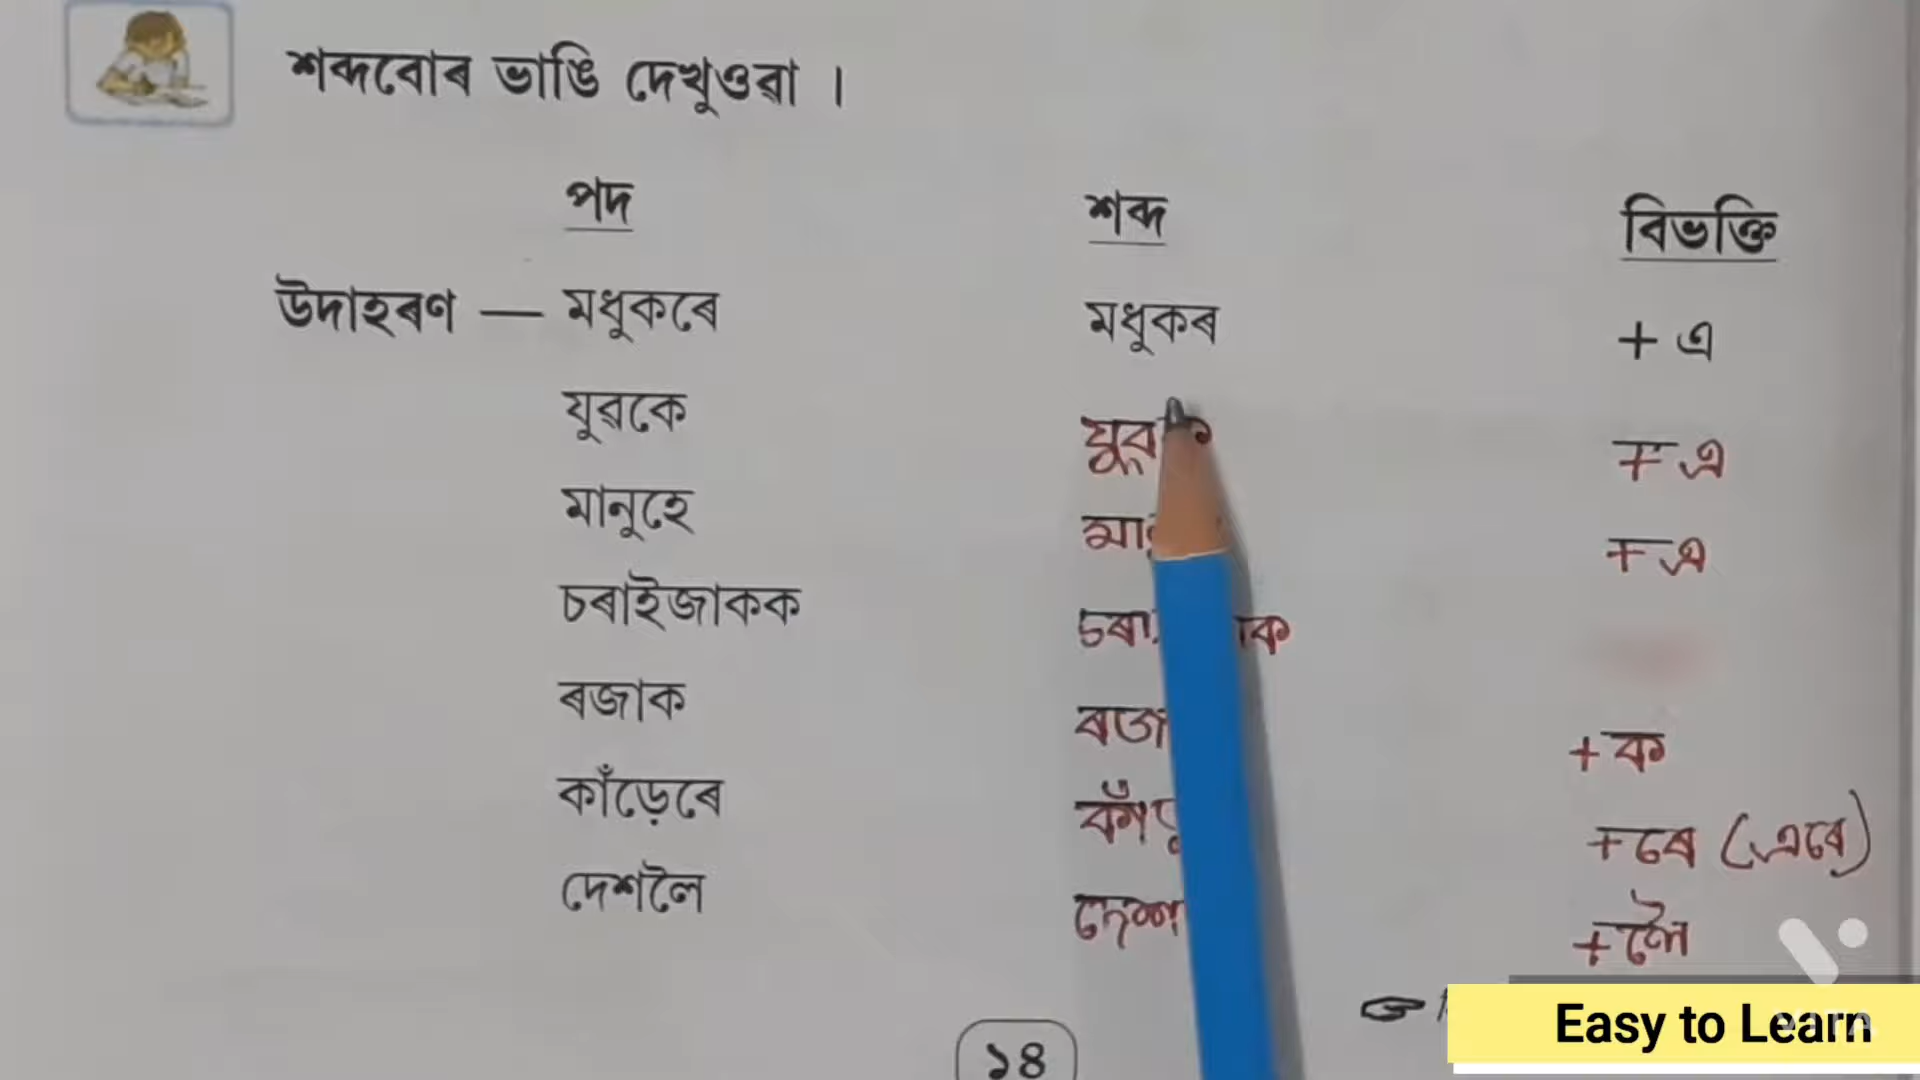 শব্দবোৰ ভাঙি দেখুওৱা ।
পদ শব্দ বিভক্তি
উদাহৰণ — মধুকৰে মধুকৰ + এ
যুৱকে + এ
মানুহে + এ
চৰাইজাকক
ৰজাক + ক
কাঁড়েৰে + ৰে (এৰে)
দেশলৈ + লৈ
১৪
Easy to Learn